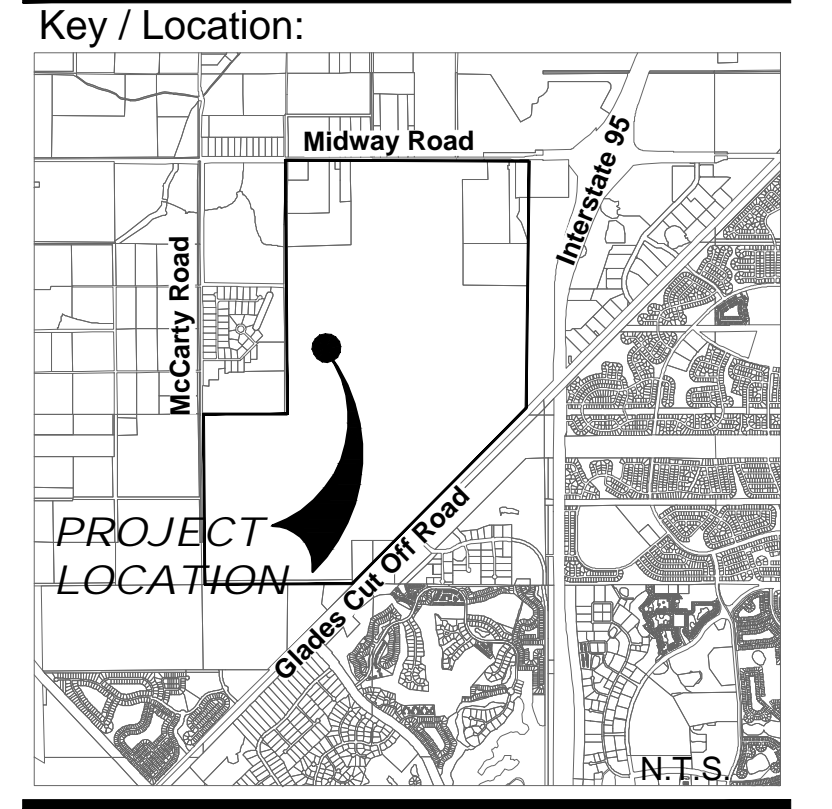 Key / Location:
Midway Road
Interstate 95
McCarty Road
PROJECT
LOCATION
Glades Cut Off Road
N.T.S.